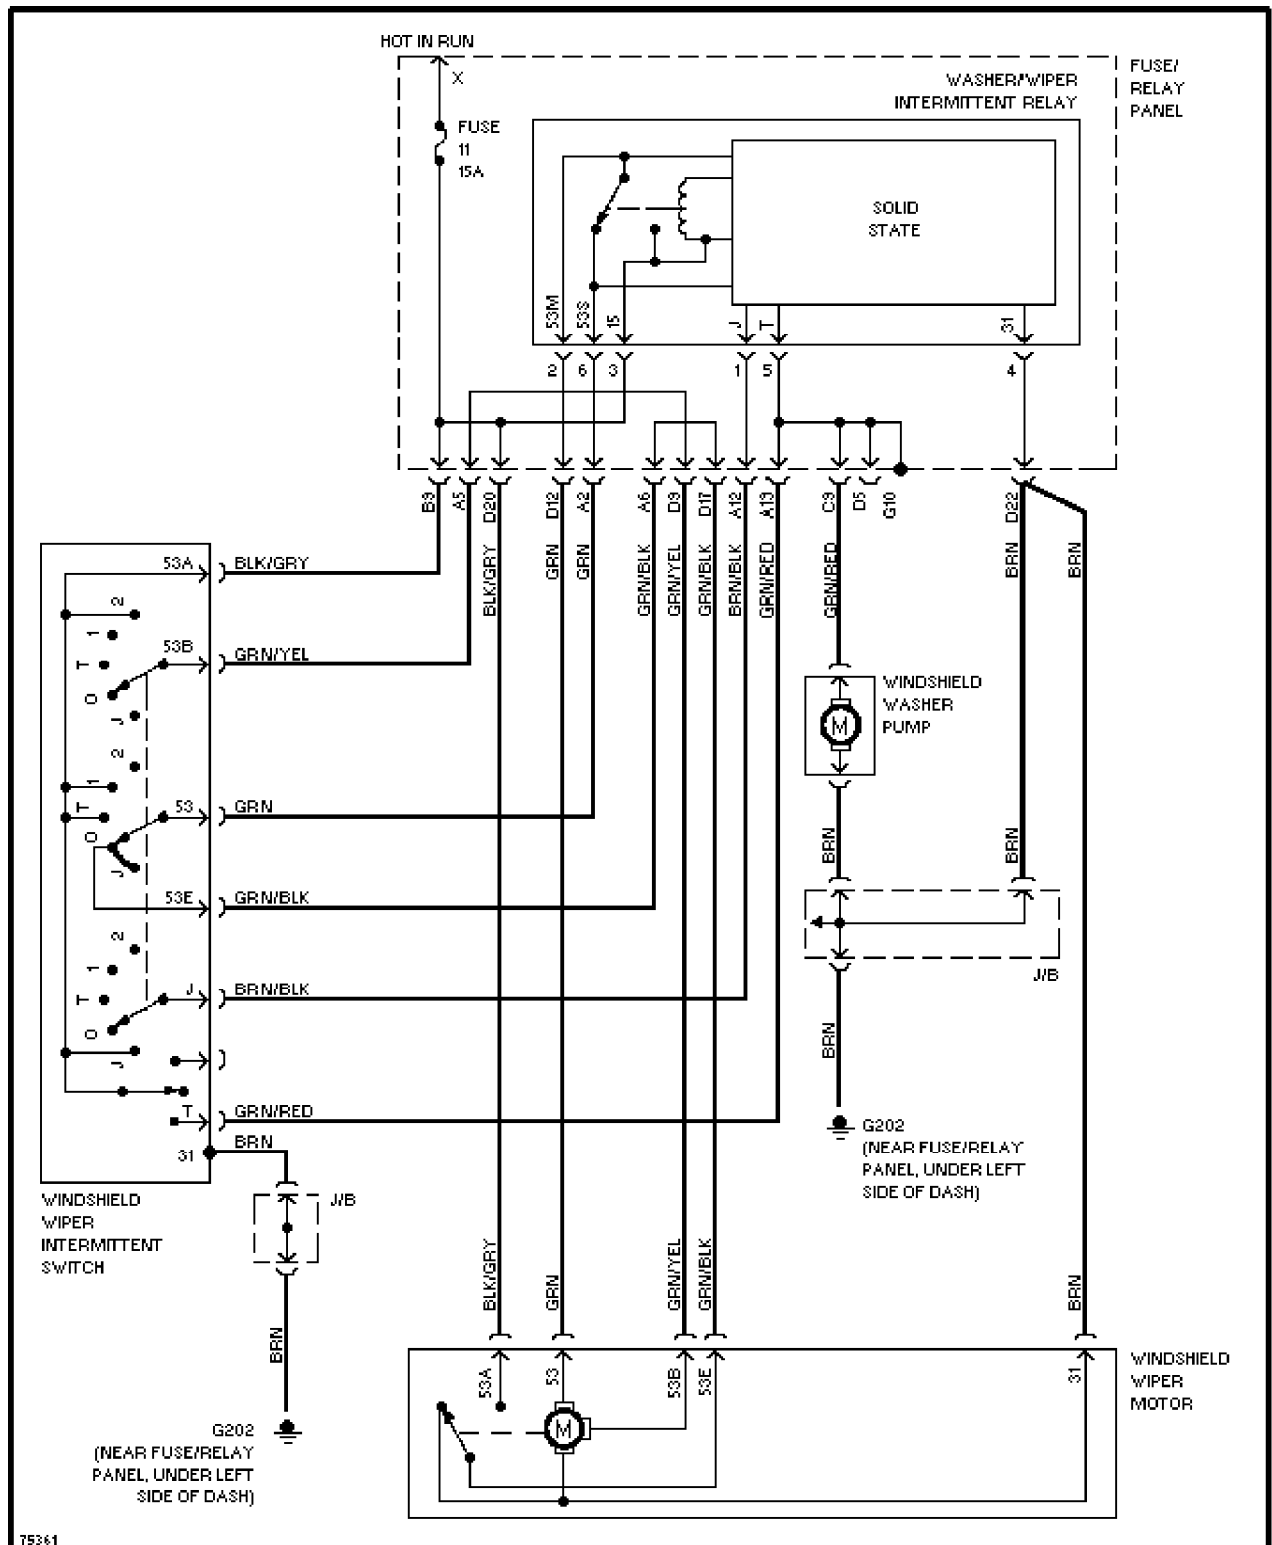 HOT IN RUN
X
FUSE
11
15A
WASHER/WIPER
INTERMITTENT RELAY
FUSE/
RELAY
PANEL
SOLID
STATE
53M
53S
15
J
T
31
2
6
3
1
5
4
B9
A5
D20
D12
A2
A6
D9
D17
A12
A13
C9
D5
G10
D22
BLK/GRY
GRN
GRN
GRN/BLK
GRN/YEL
GRN/BLK
BRN/BLK
GRN/RED
GRN/RED
BRN
BRN
53A
BLK/GRY
2
1
T
O
J
53B
GRN/YEL
2
1
T
O
J
53
GRN
53E
GRN/BLK
2
1
T
O
J
J
BRN/BLK
T
GRN/RED
31
BRN
WINDSHIELD
WIPER
INTERMITTENT
SWITCH
J/B
BRN
G202
(NEAR FUSE/RELAY
PANEL, UNDER LEFT
SIDE OF DASH)
M
WINDSHIELD
WASHER
PUMP
BRN
BRN
J/B
BRN
G202
(NEAR FUSE/RELAY
PANEL, UNDER LEFT
SIDE OF DASH)
BLK/GRY
GRN
GRN/YEL
GRN/BLK
BRN
53A
53
53B
53E
31
M
WINDSHIELD
WIPER
MOTOR
75361